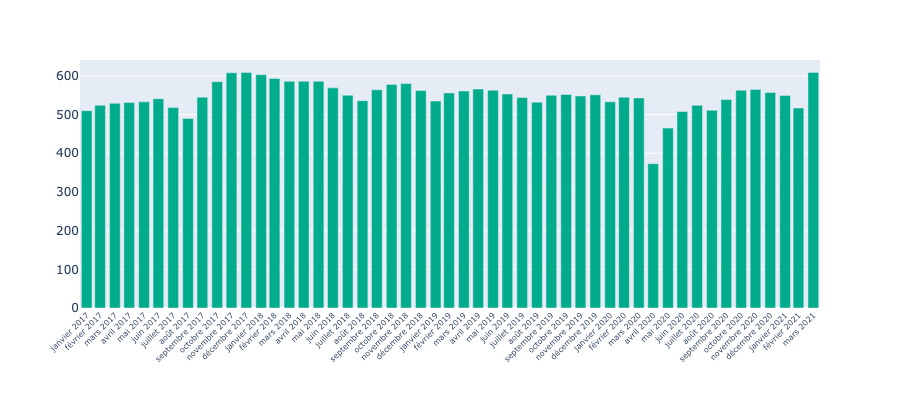 600
500
400
300
200
100
0
janvier 2017
février 2017
mars 2017
avril 2017
mai 2017
juin 2017
juillet 2017
août 2017
septembre 2017
octobre 2017
novembre 2017
décembre 2017
janvier 2018
février 2018
mars 2018
avril 2018
mai 2018
juin 2018
juillet 2018
août 2018
septembre 2018
octobre 2018
novembre 2018
décembre 2018
janvier 2019
février 2019
mars 2019
avril 2019
mai 2019
juin 2019
juillet 2019
août 2019
septembre 2019
octobre 2019
novembre 2019
décembre 2019
janvier 2020
février 2020
mars 2020
avril 2020
mai 2020
juin 2020
juillet 2020
août 2020
septembre 2020
octobre 2020
novembre 2020
décembre 2020
janvier 2021
février 2021
mars 2021